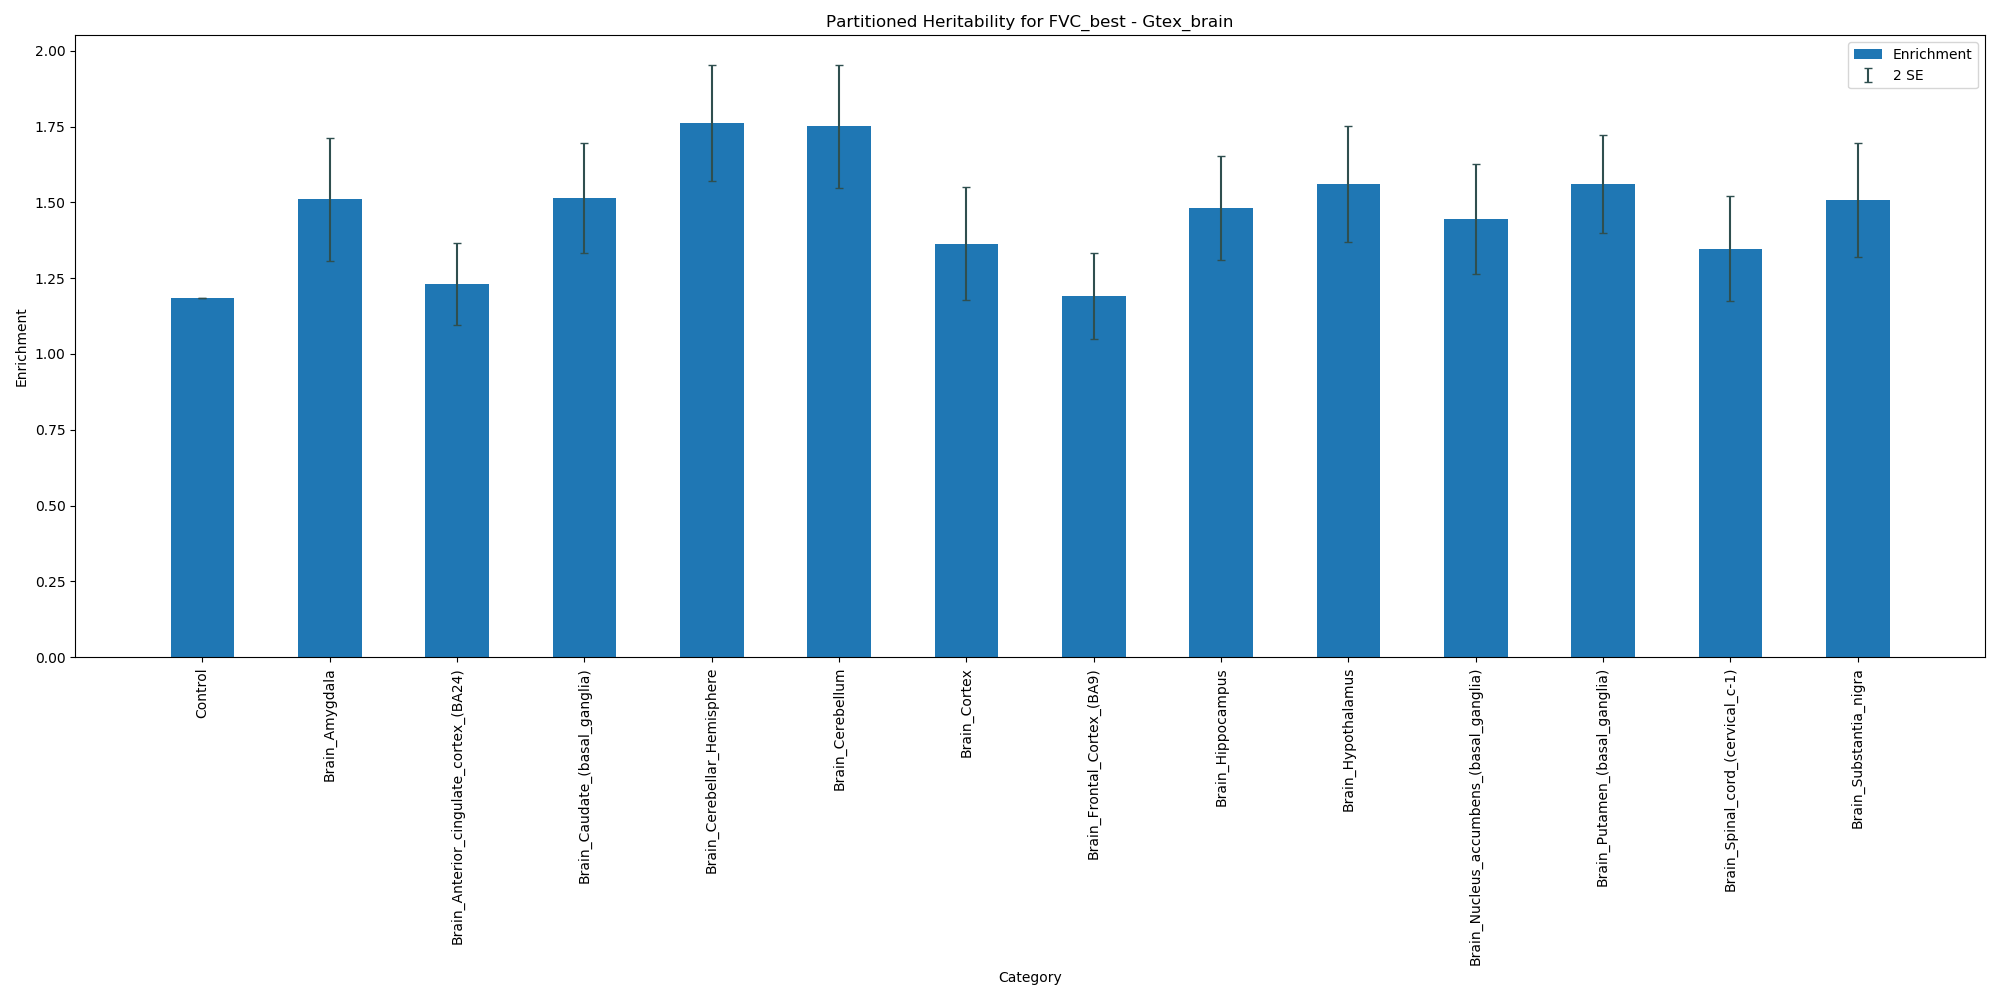 Partitioned Heritability for FVC_best - Gtex_brain
Enrichment
2 SE
2.00
1.75
1.50
1.25
1.00
0.75
0.50
0.25
0.00
Enrichment
Control
Brain_Amygdala
Brain_Anterior_cingulate_cortex_(BA24)
Brain_Caudate_(basal_ganglia)
Brain_Cerebellar_Hemisphere
Brain_Cerebellum
Brain_Cortex
Brain_Frontal_Cortex_(BA9)
Brain_Hippocampus
Brain_Hypothalamus
Brain_Nucleus_accumbens_(basal_ganglia)
Brain_Putamen_(basal_ganglia)
Brain_Spinal_cord_(cervical_c-1)
Brain_Substantia_nigra
Category